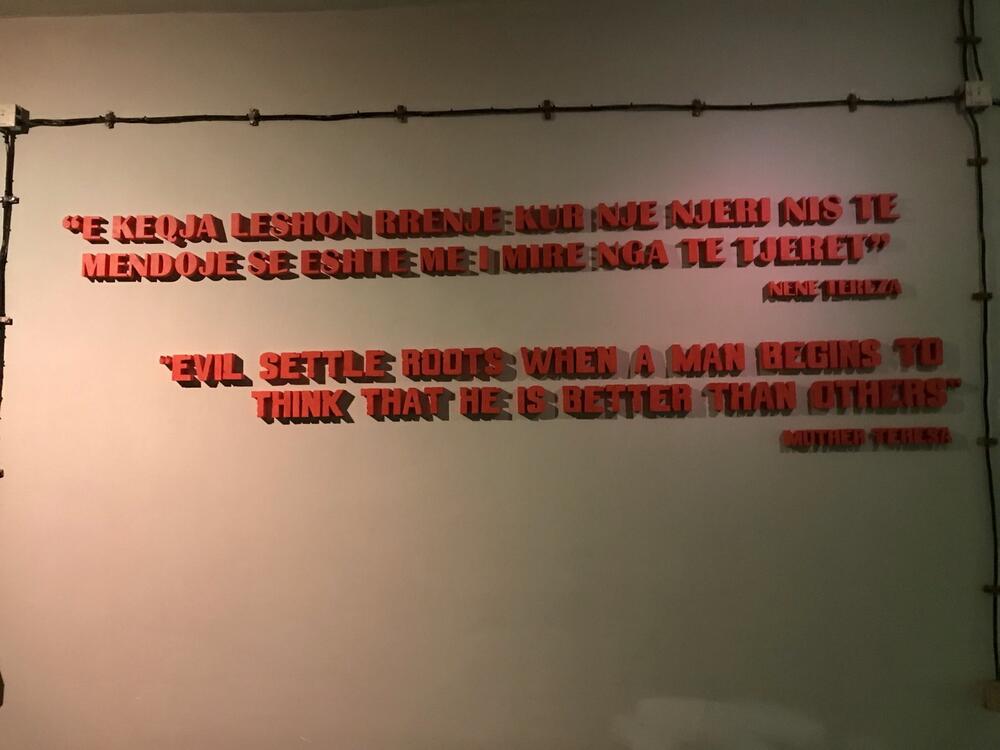 “E KEQJA LESHON RRENJE KUR NJE NJERI NIS TE
MENDOJE SE ESHTE ME I MIRE NGA TE TJERET”
NENE TEREZA
"EVIL SETTLE ROOTS WHEN A MAN BEGINS TO
THINK THAT HE IS BETTER THAN OTHERS"
MOTHER TERESA